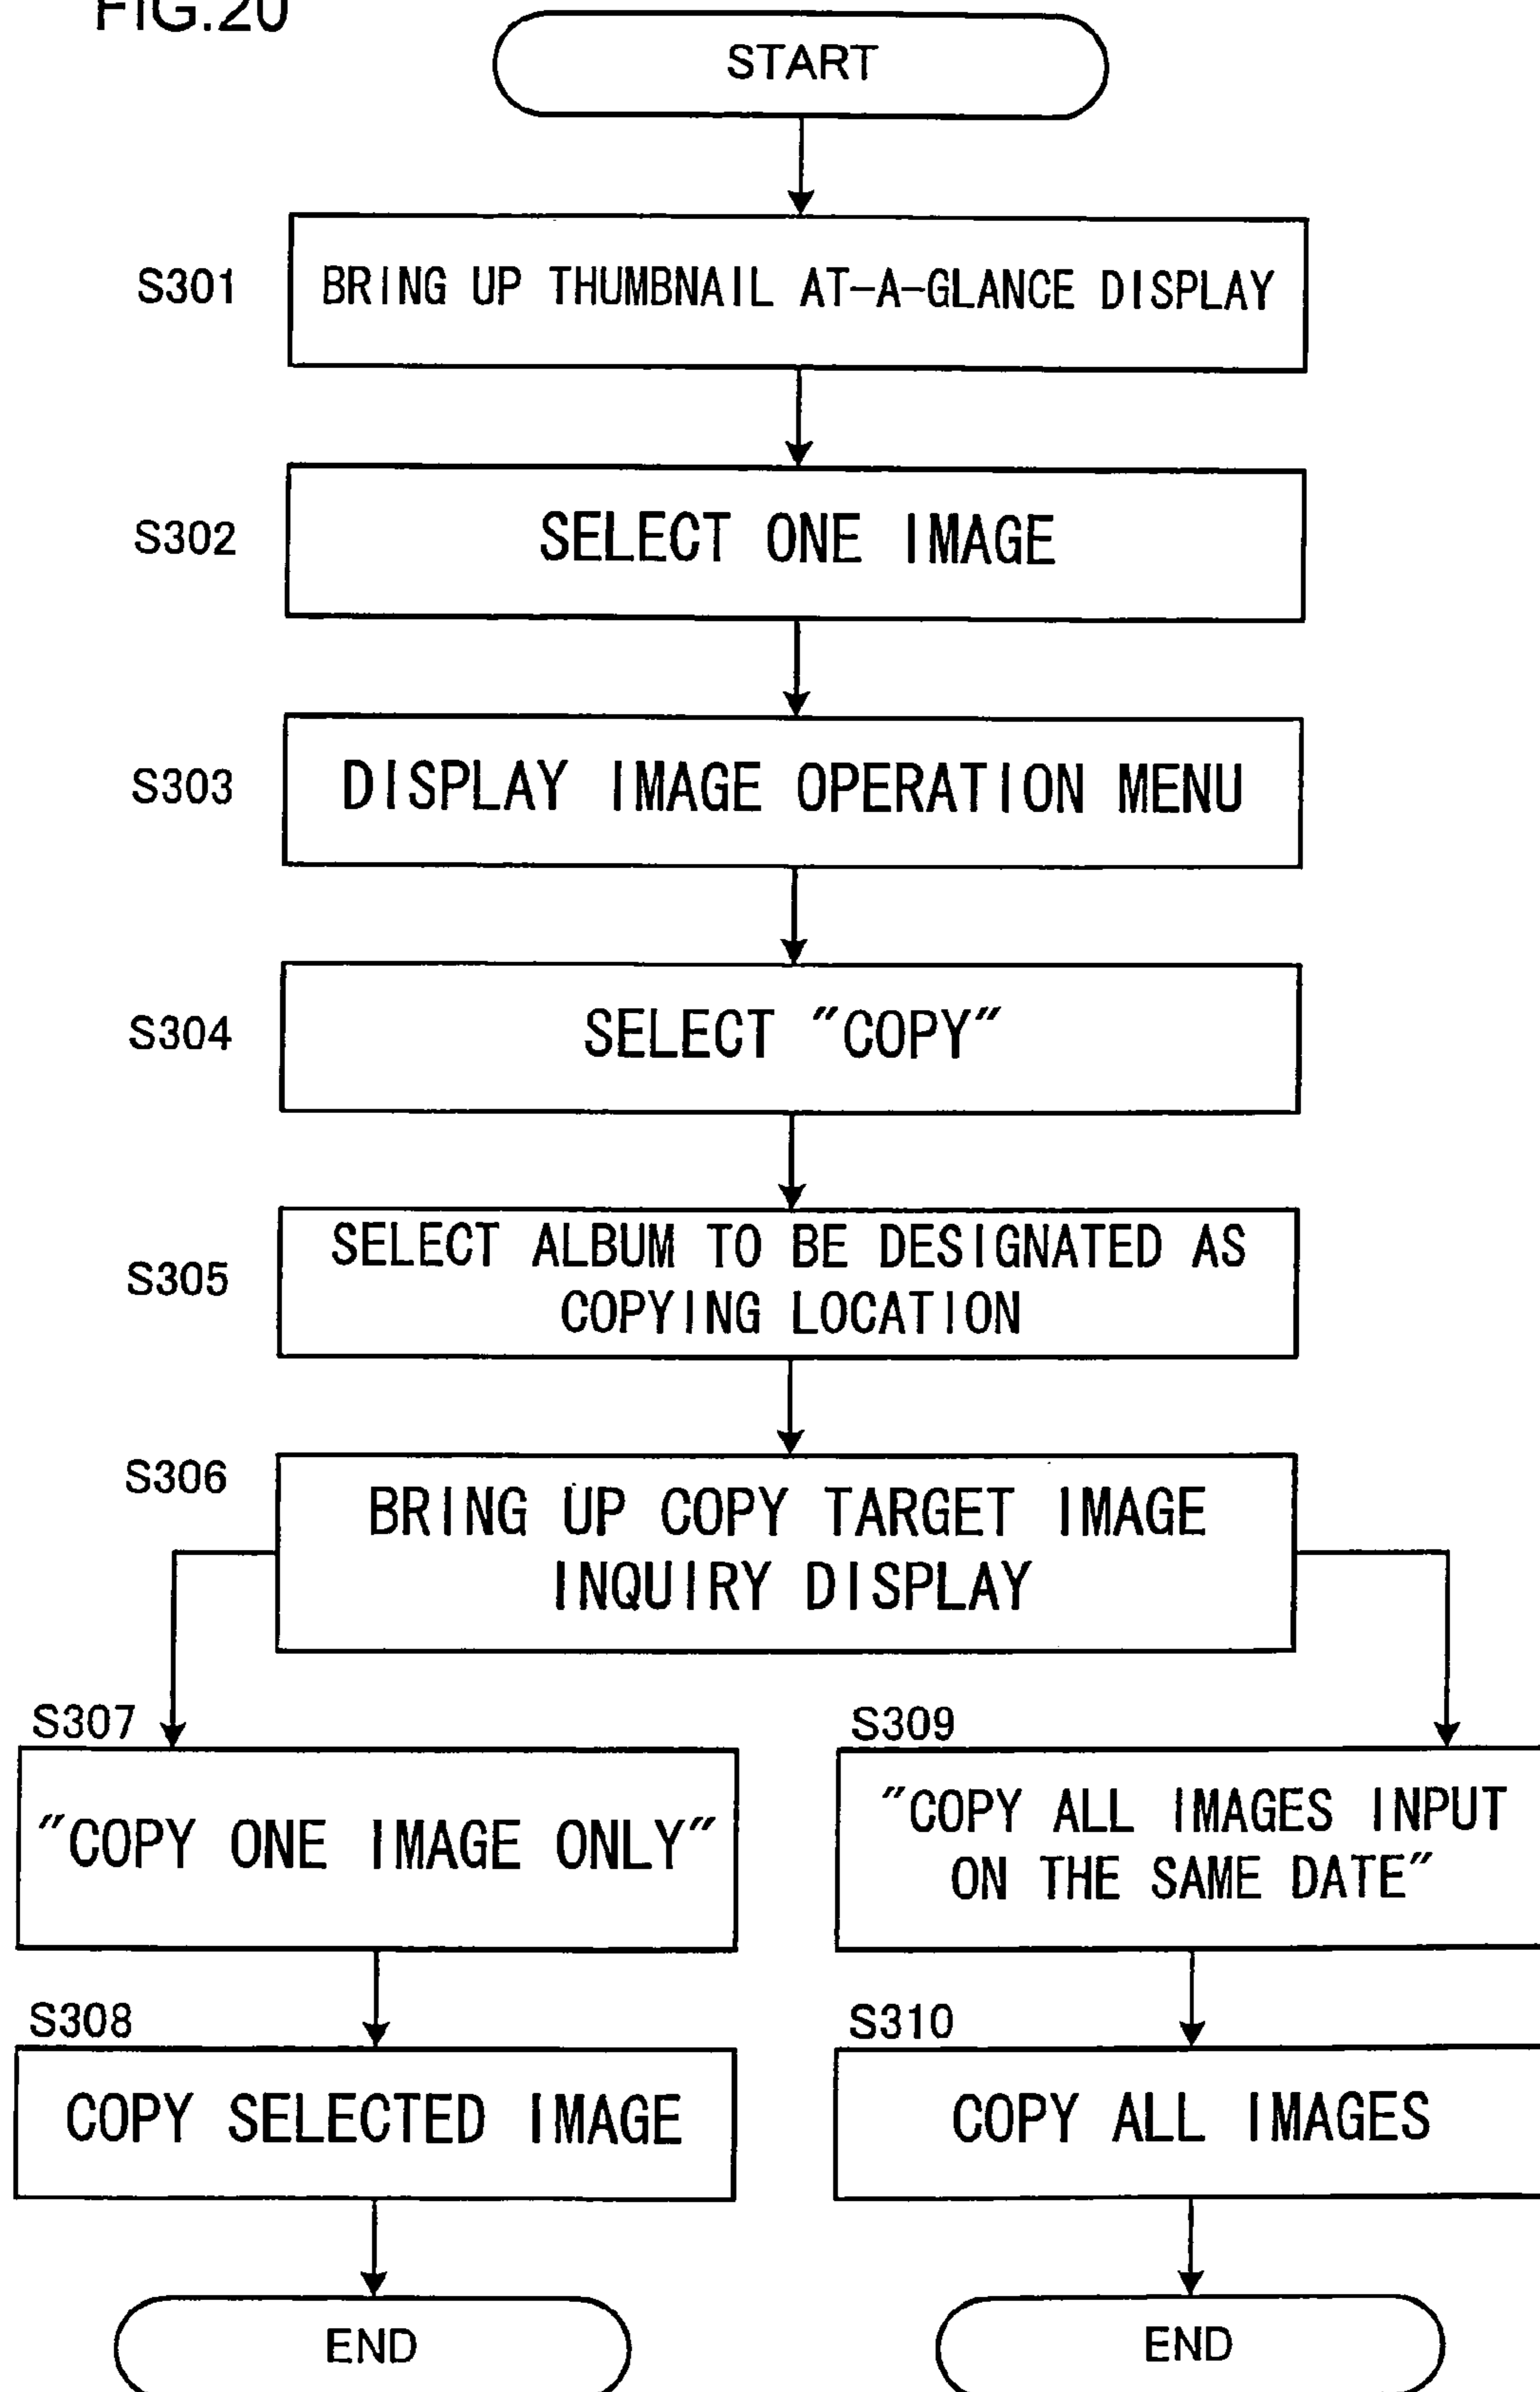 FIG.20
START
S301
BRING UP THUMBNAIL AT-A-GLANCE DISPLAY
S302
SELECT ONE IMAGE
S303
DISPLAY IMAGE OPERATION MENU
S304
SELECT "COPY"
S305
SELECT ALBUM TO BE DESIGNATED AS
COPYING LOCATION
S306
BRING UP COPY TARGET IMAGE
INQUIRY DISPLAY
S307
"COPY ONE IMAGE ONLY"
S309
"COPY ALL IMAGES INPUT
ON THE SAME DATE"
S308
COPY SELECTED IMAGE
S310
COPY ALL IMAGES
END
END